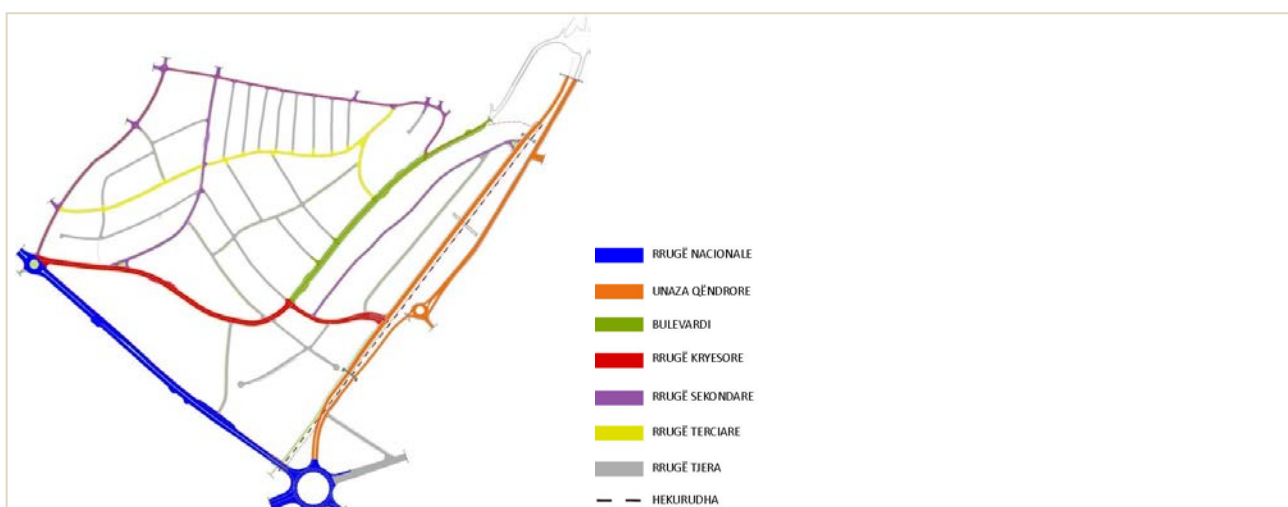 RRUGË NACIONALE
UNAZA QËNDRORE
BULEVARDI
RRUGË KRYESORE
RRUGË SEKONDARE
RRUGË TERCIARE
RRUGË TJERA
HEKURUDHA